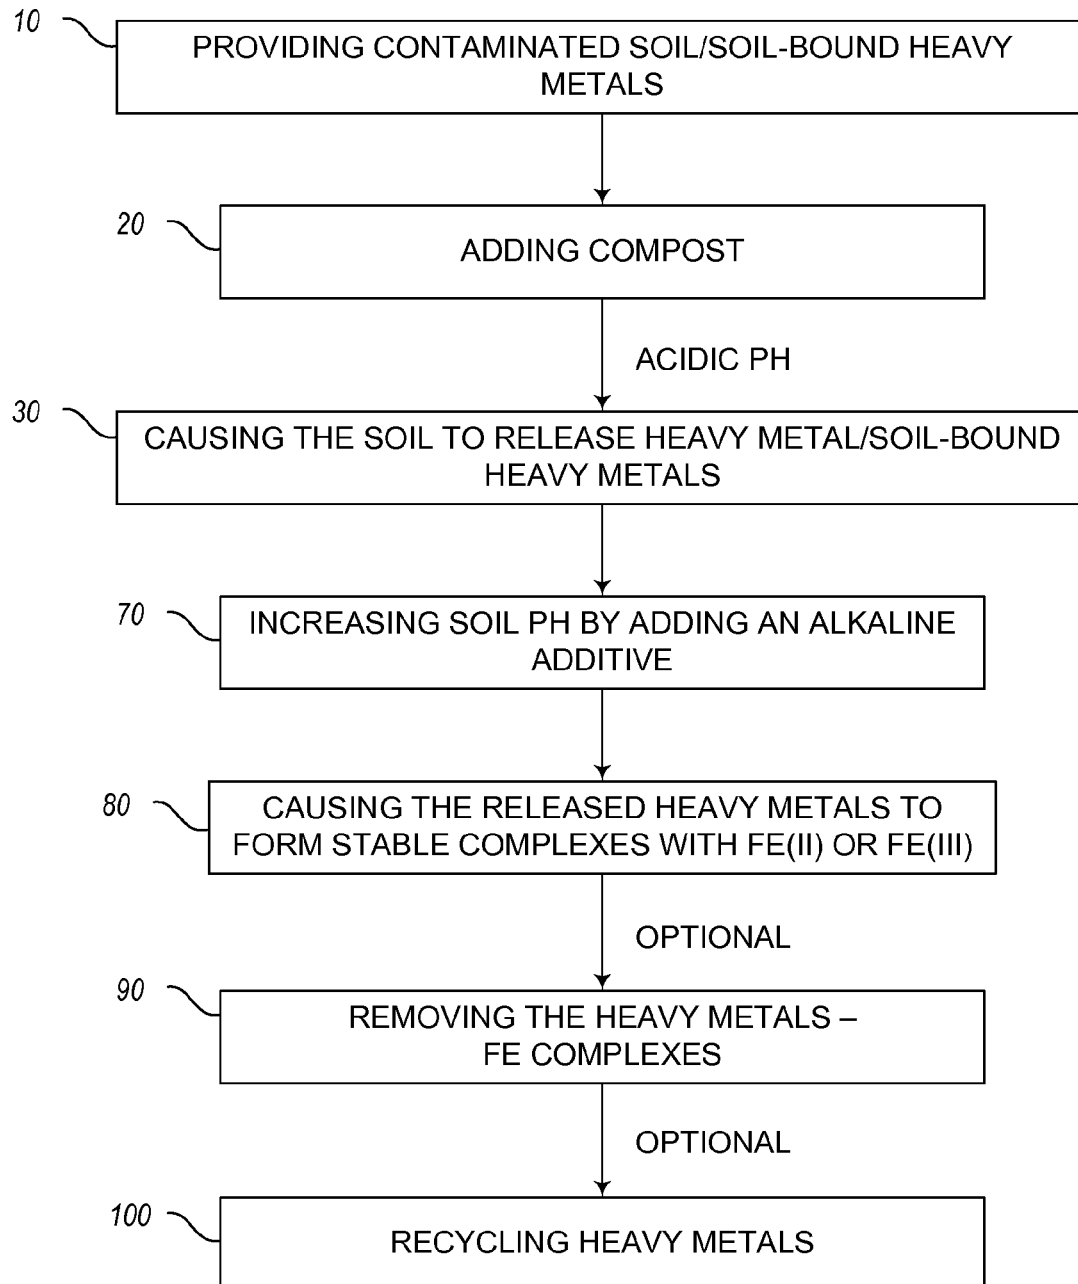 10
PROVIDING CONTAMINATED SOIL/SOIL-BOUND HEAVY
METALS
20
ADDING COMPOST
ACIDIC PH
30
CAUSING THE SOIL TO RELEASE HEAVY METAL/SOIL-BOUND
HEAVY METALS
70
INCREASING SOIL PH BY ADDING AN ALKALINE
ADDITIVE
80
CAUSING THE RELEASED HEAVY METALS TO
FORM STABLE COMPLEXES WITH FE(II) OR FE(III)
OPTIONAL
90
REMOVING THE HEAVY METALS –
FE COMPLEXES
OPTIONAL
100
RECYCLING HEAVY METALS